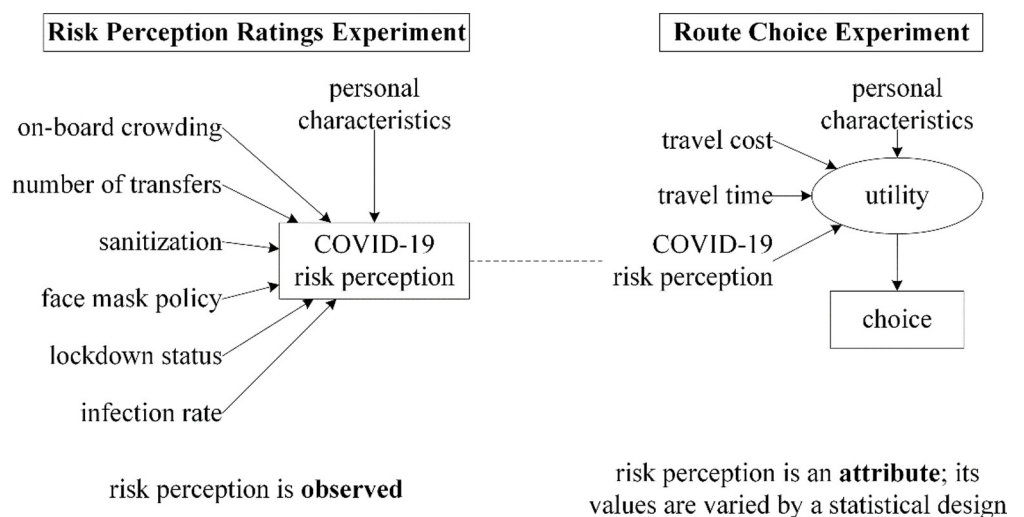 Risk Perception Ratings Experiment
personal
characteristics
on-board crowding
number of transfers
sanitization
face mask policy
lockdown status
infection rate
COVID-19
risk perception
risk perception is observed
Route Choice Experiment
personal
characteristics
travel cost
travel time
COVID-19
risk perception
utility
choice
risk perception is an attribute; its
values are varied by a statistical design